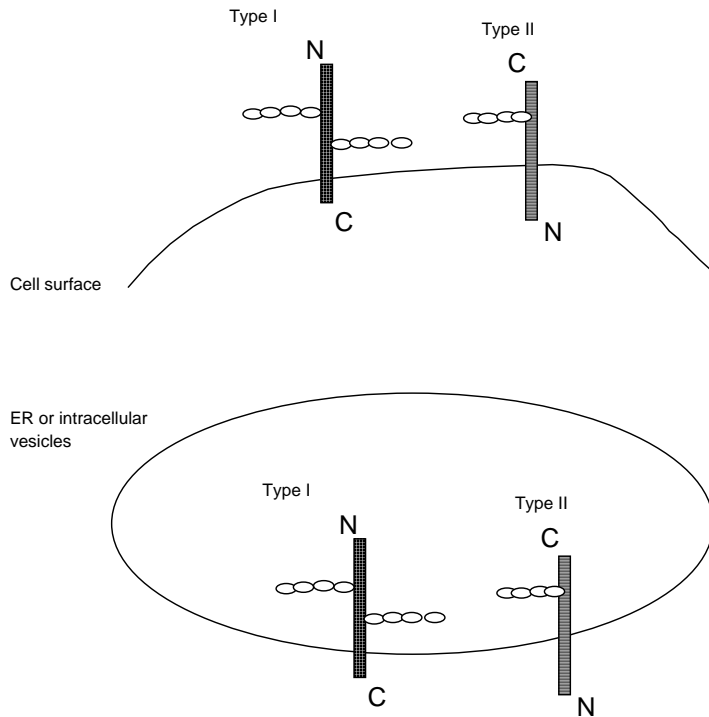 Type I
Type II
N
C
C
N
Cell surface
ER or intracellular
vesicles
Type I
Type II
N
C
C
N